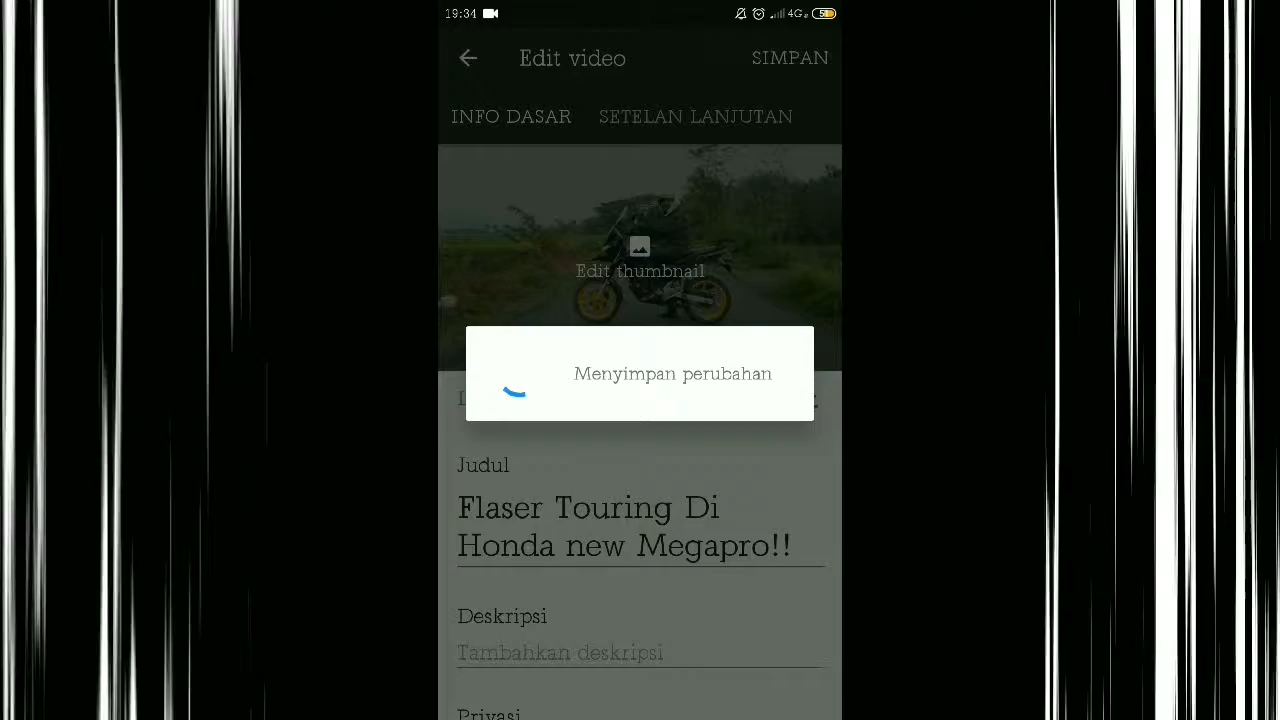 19:34 4G 51
Edit video SIMPAN
INFO DASAR SETELAN LANJUTAN
Edit thumbnail
Menyimpan perubahan
Judul
Flaser Touring Di
Honda new Megapro!!
Deskripsi
Tambahkan deskripsi
Privasi